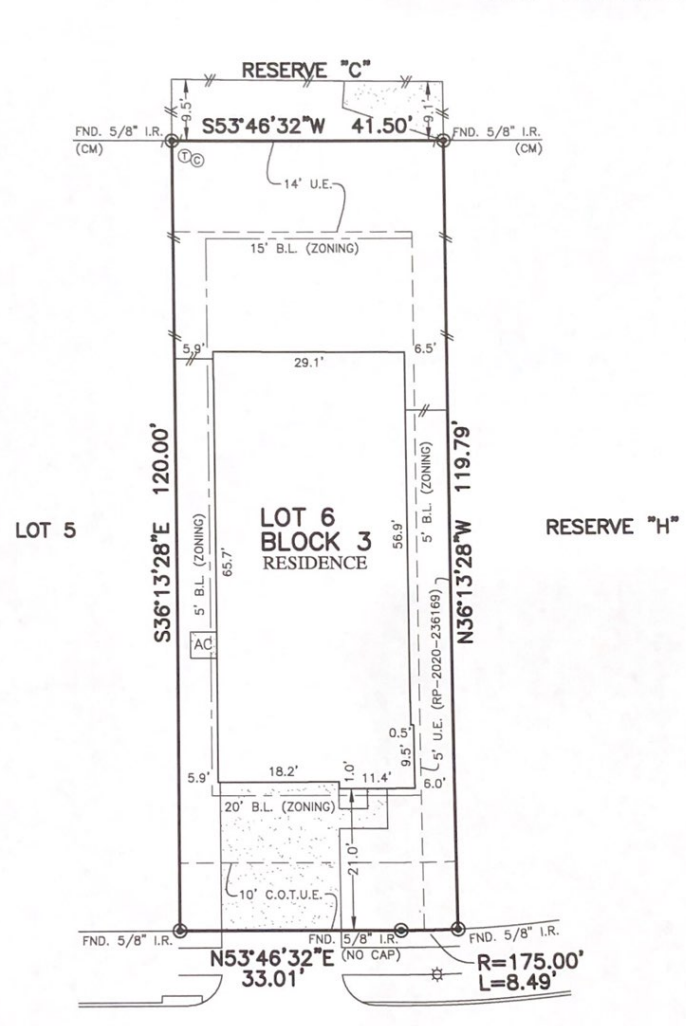 RESERVE "C"
9.5'
9.1'
S53°46'32"W 41.50'
FND. 5/8" I.R.
(CM)
FND. 5/8" I.R.
(CM)
T C
14' U.E.
15' B.L. (ZONING)
5.9'
6.5'
29.1'
S36°13'28"E 120.00'
N36°13'28"W 119.79'
5' B.L. (ZONING)
5' B.L. (ZONING)
65.7'
56.9'
LOT 5
LOT 6
BLOCK 3
RESIDENCE
RESERVE "H"
AC
5' U.E. (RP-2020-236169)
0.5'
9.5'
5.9'
18.2'
1.0'
11.4'
6.0'
20' B.L. (ZONING)
21.0'
10' C.O.T.U.E.
FND. 5/8" I.R.
FND. 5/8" I.R.
(NO CAP)
FND. 5/8" I.R.
N53°46'32"E
33.01'
R=175.00'
L=8.49'